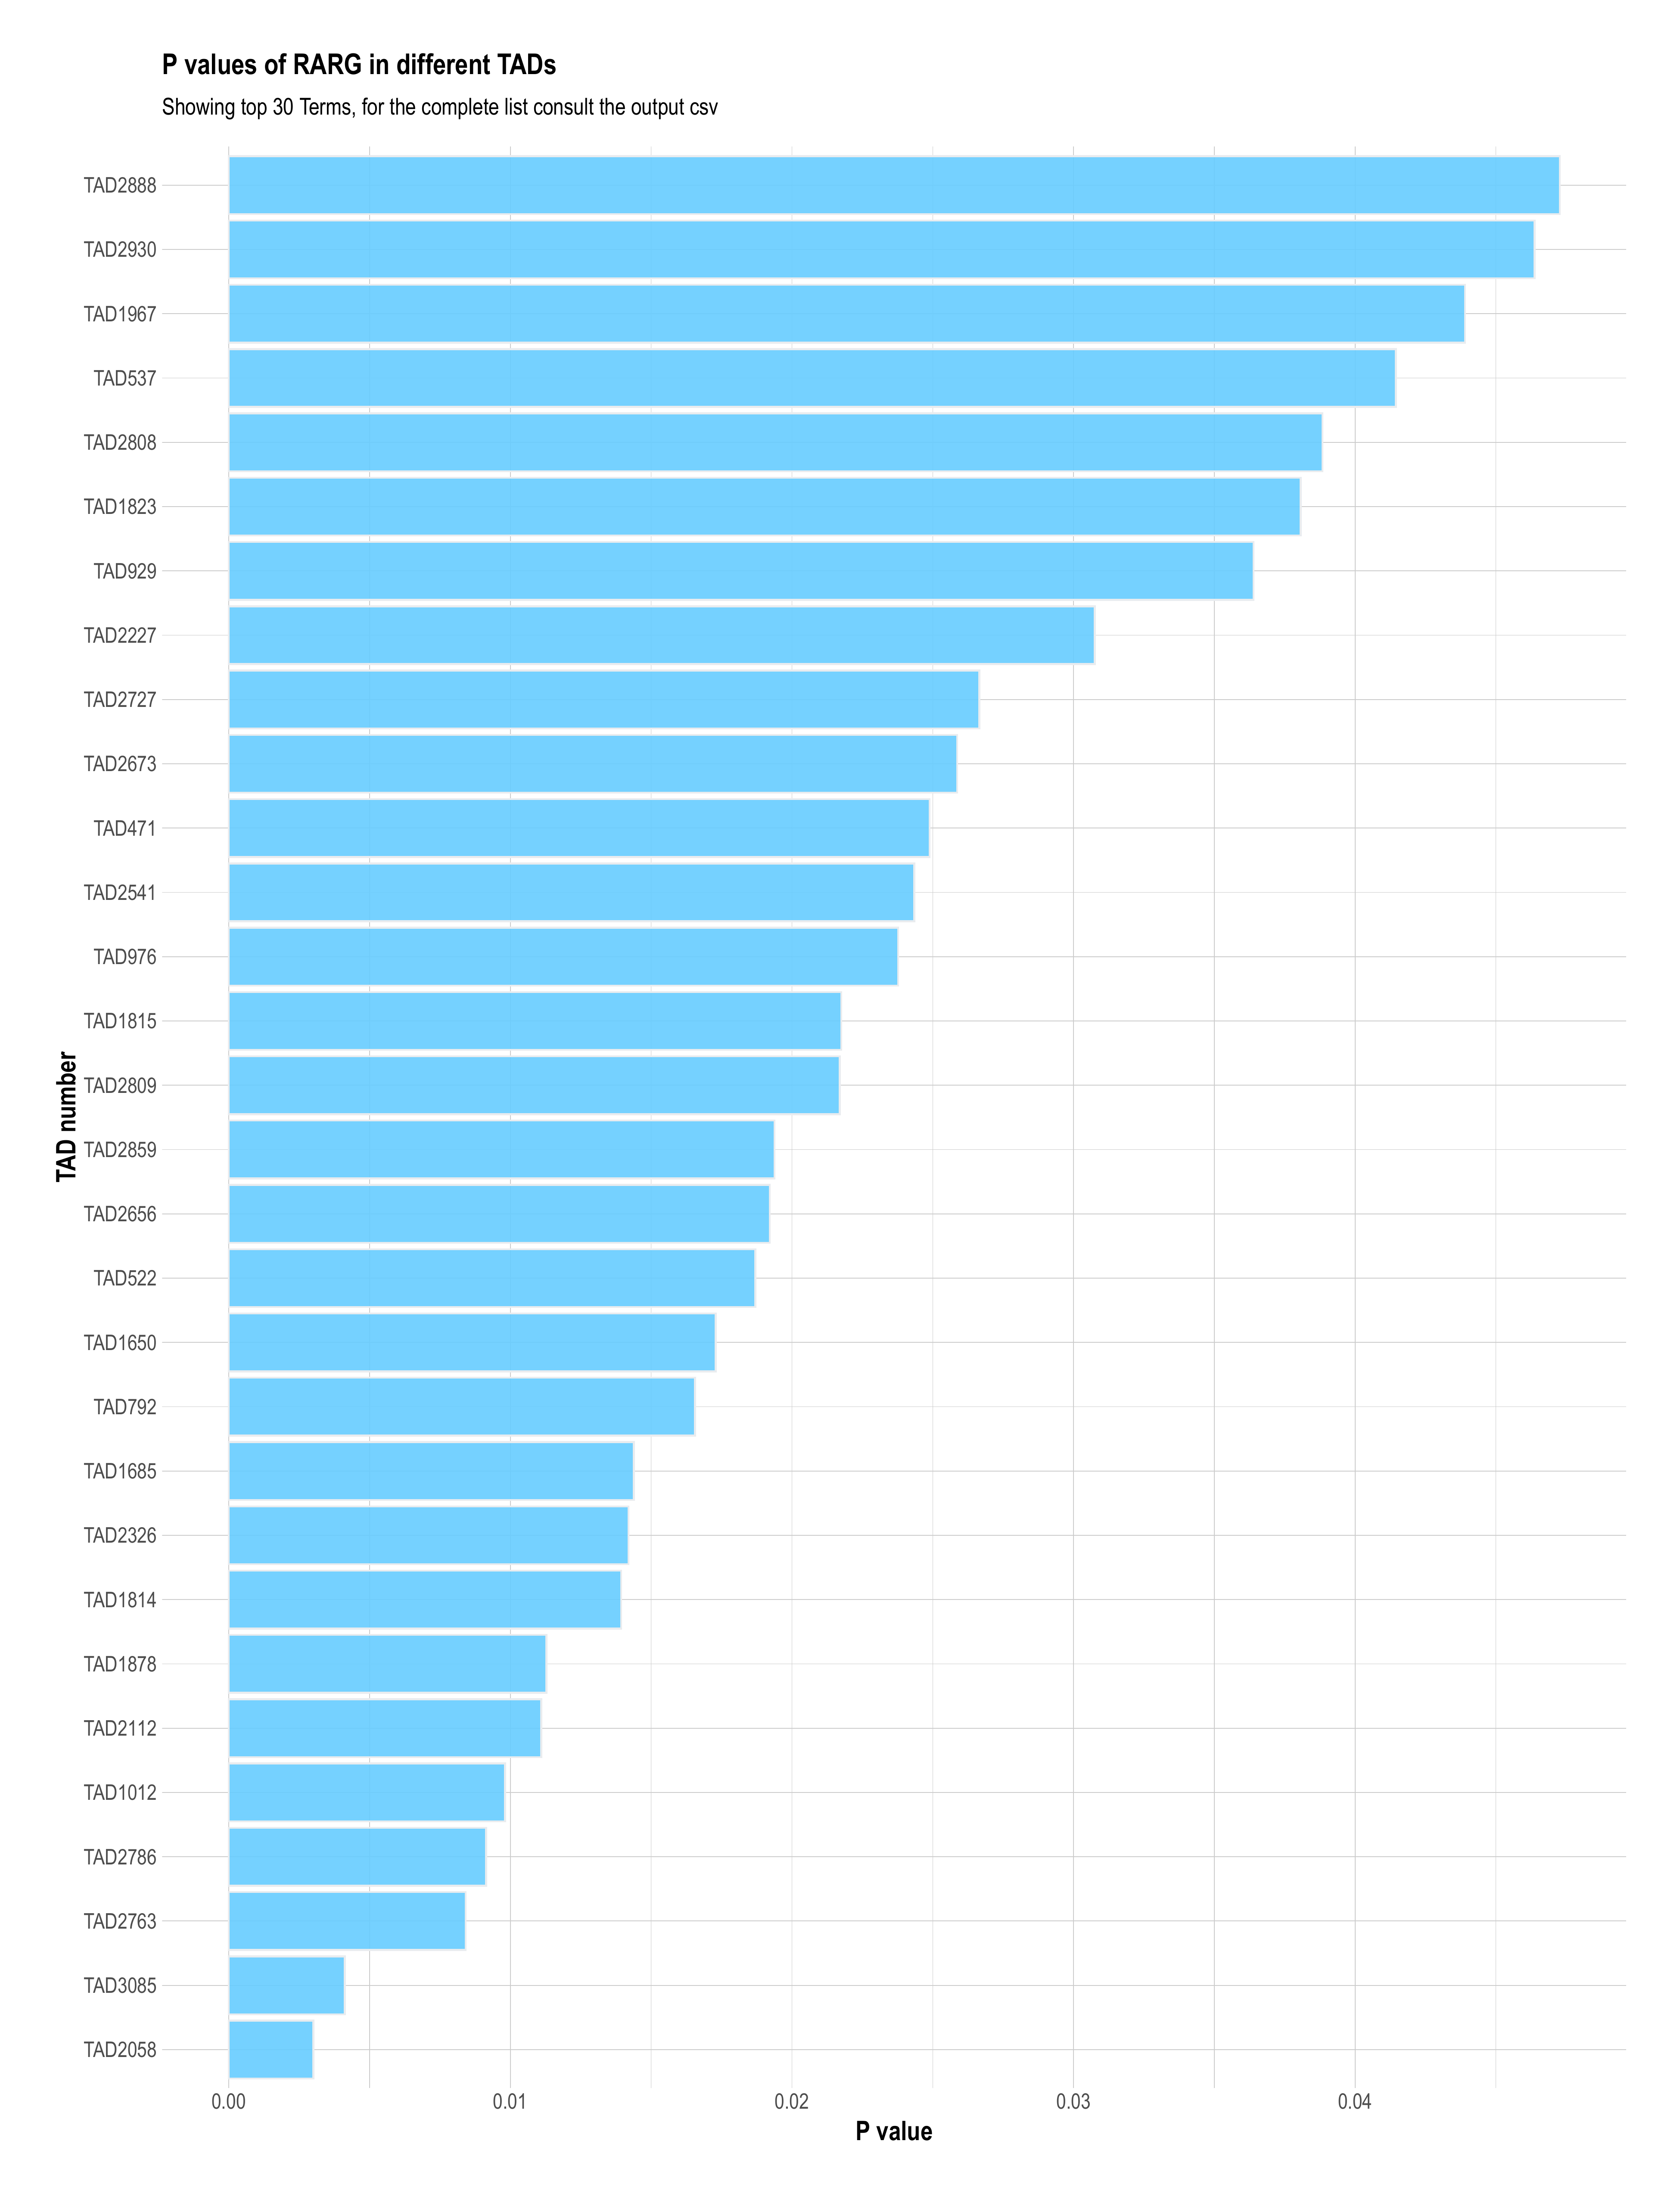 P values of RARG in different TADs
Showing top 30 Terms, for the complete list consult the output csv
TAD number
TAD2888
TAD2930
TAD1967
TAD537
TAD2808
TAD1823
TAD929
TAD2227
TAD2727
TAD2673
TAD471
TAD2541
TAD976
TAD1815
TAD2809
TAD2859
TAD2656
TAD522
TAD1650
TAD792
TAD1685
TAD2326
TAD1814
TAD1878
TAD2112
TAD1012
TAD2786
TAD2763
TAD3085
TAD2058
0.00 0.01 0.02 0.03 0.04
P value